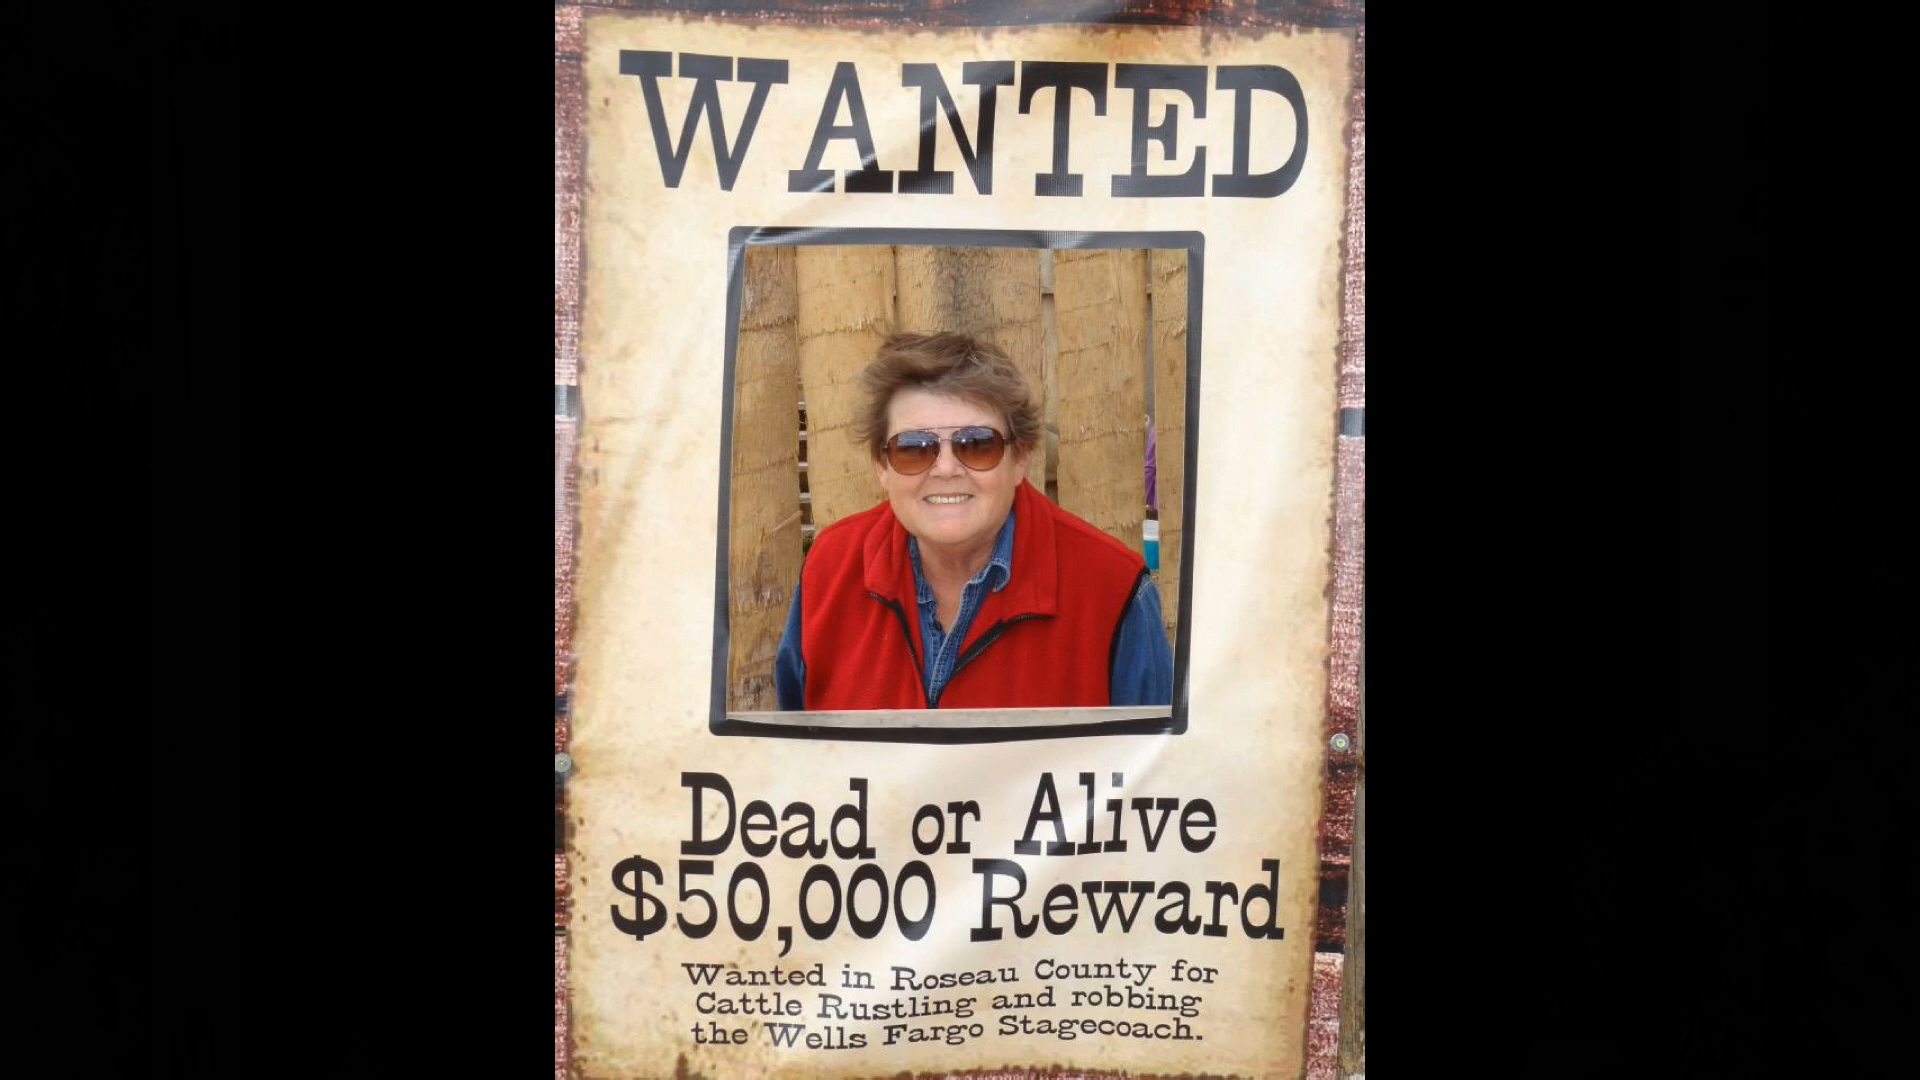 WANTED
Dead or Alive
$50,000 Reward
Wanted in Roseau County for
Cattle Rustling and robbing
the Wells Fargo Stagecoach.